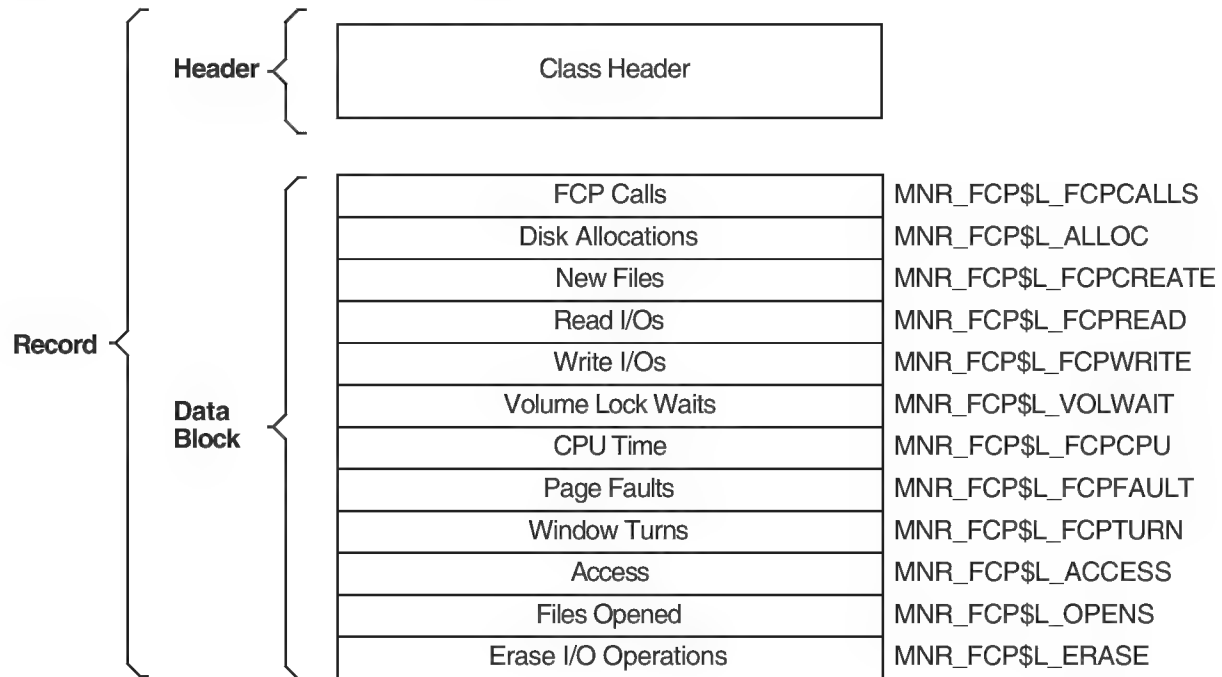 Header
Class Header
FCP Calls MNR_FCP$L_FCPCALLS
Disk Allocations MNR_FCP$L_ALLOC
New Files MNR_FCP$L_FCPCREATE
Read I/Os MNR_FCP$L_FCPREAD
Record
Write I/Os MNR_FCP$L_FCPWRITE
Data
Block
Volume Lock Waits MNR_FCP$L_VOLWAIT
CPU Time MNR_FCP$L_FCPCPU
Page Faults MNR_FCP$L_FCPFAULT
Window Turns MNR_FCP$L_FCPTURN
Access MNR_FCP$L_ACCESS
Files Opened MNR_FCP$L_OPENS
Erase I/O Operations MNR_FCP$L_ERASE